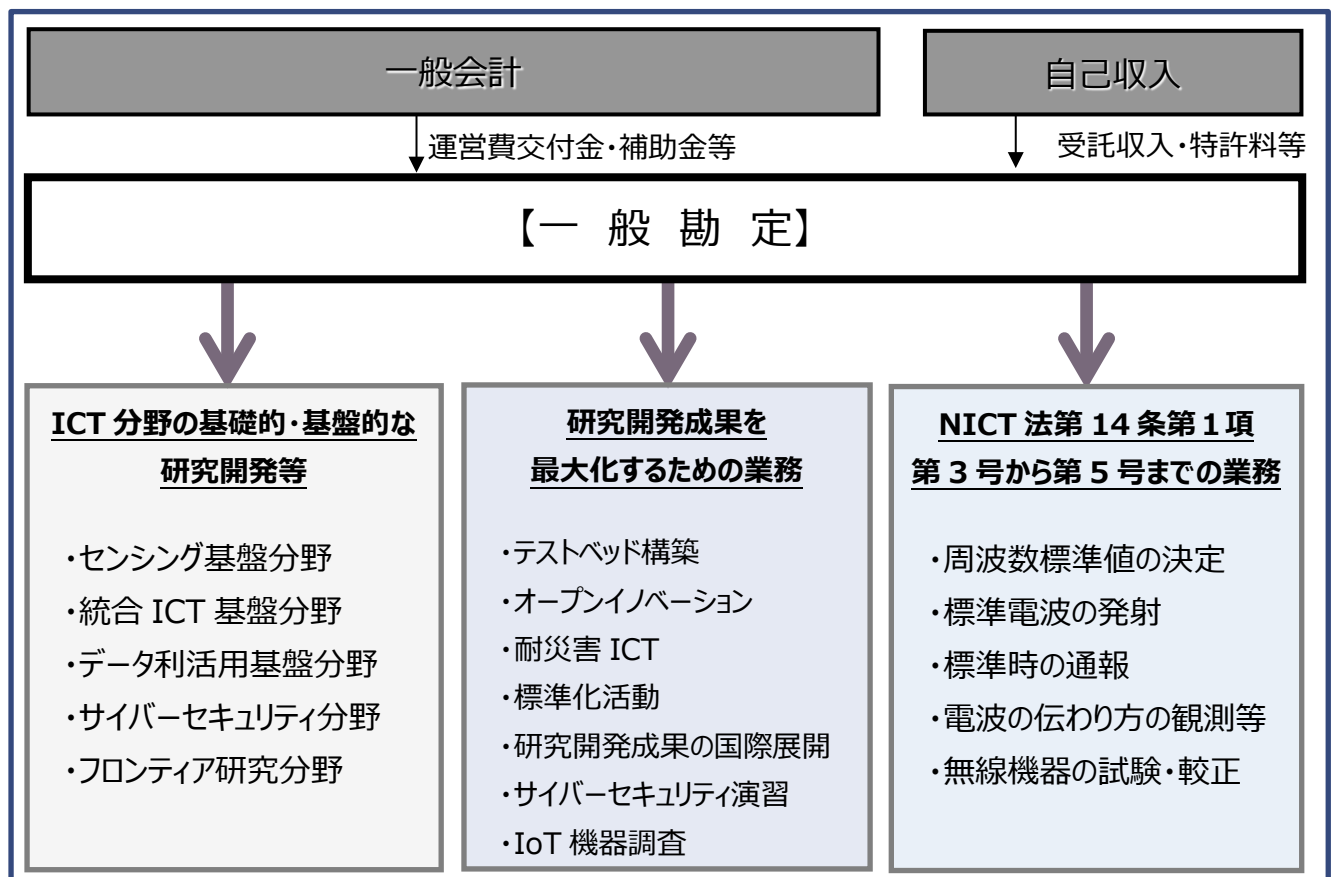 一般会計
自己収入
運営費交付金・補助金等
受託収入・特許料等
【一 般 勘 定】
ICT 分野の基礎的・基盤的な
研究開発等
・センシング基盤分野
・統合 ICT 基盤分野
・データ利活用基盤分野
・サイバーセキュリティ分野
・フロンティア研究分野
研究開発成果を
最大化するための業務
・テストベッド構築
・オープンイノベーション
・耐災害 ICT
・標準化活動
・研究開発成果の国際展開
・サイバーセキュリティ演習
・IoT 機器調査
NICT 法第 14 条第 1 項
第 3 号から第 5 号までの業務
・周波数標準値の決定
・標準電波の発射
・標準時の通報
・電波の伝わり方の観測等
・無線機器の試験・較正